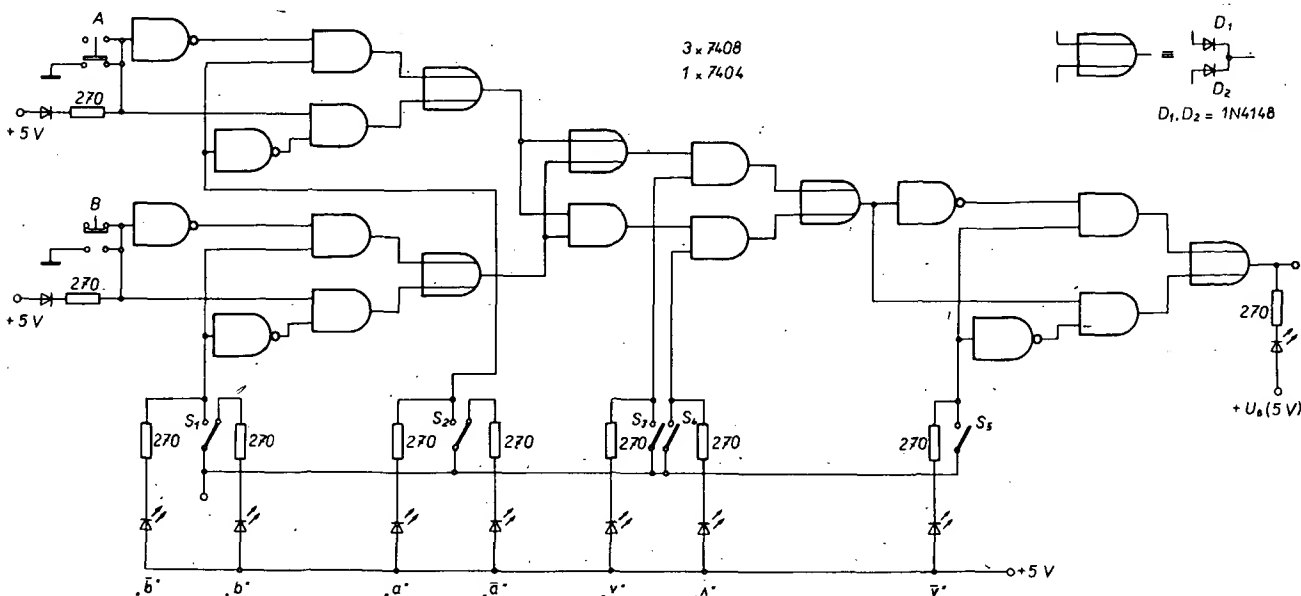 A
3 x 7408
1 x 7404
D1
=
D2
D1, D2 = 1N4148
270
+5 V
B
270
+5 V
S1
S2
S3
S4
S5
270
270
270
270
270
270
270
270
+UB (5 V)
+5 V
„b̄"
„b"
„a"
„ā"
„v"
„Λ"
„v̄"